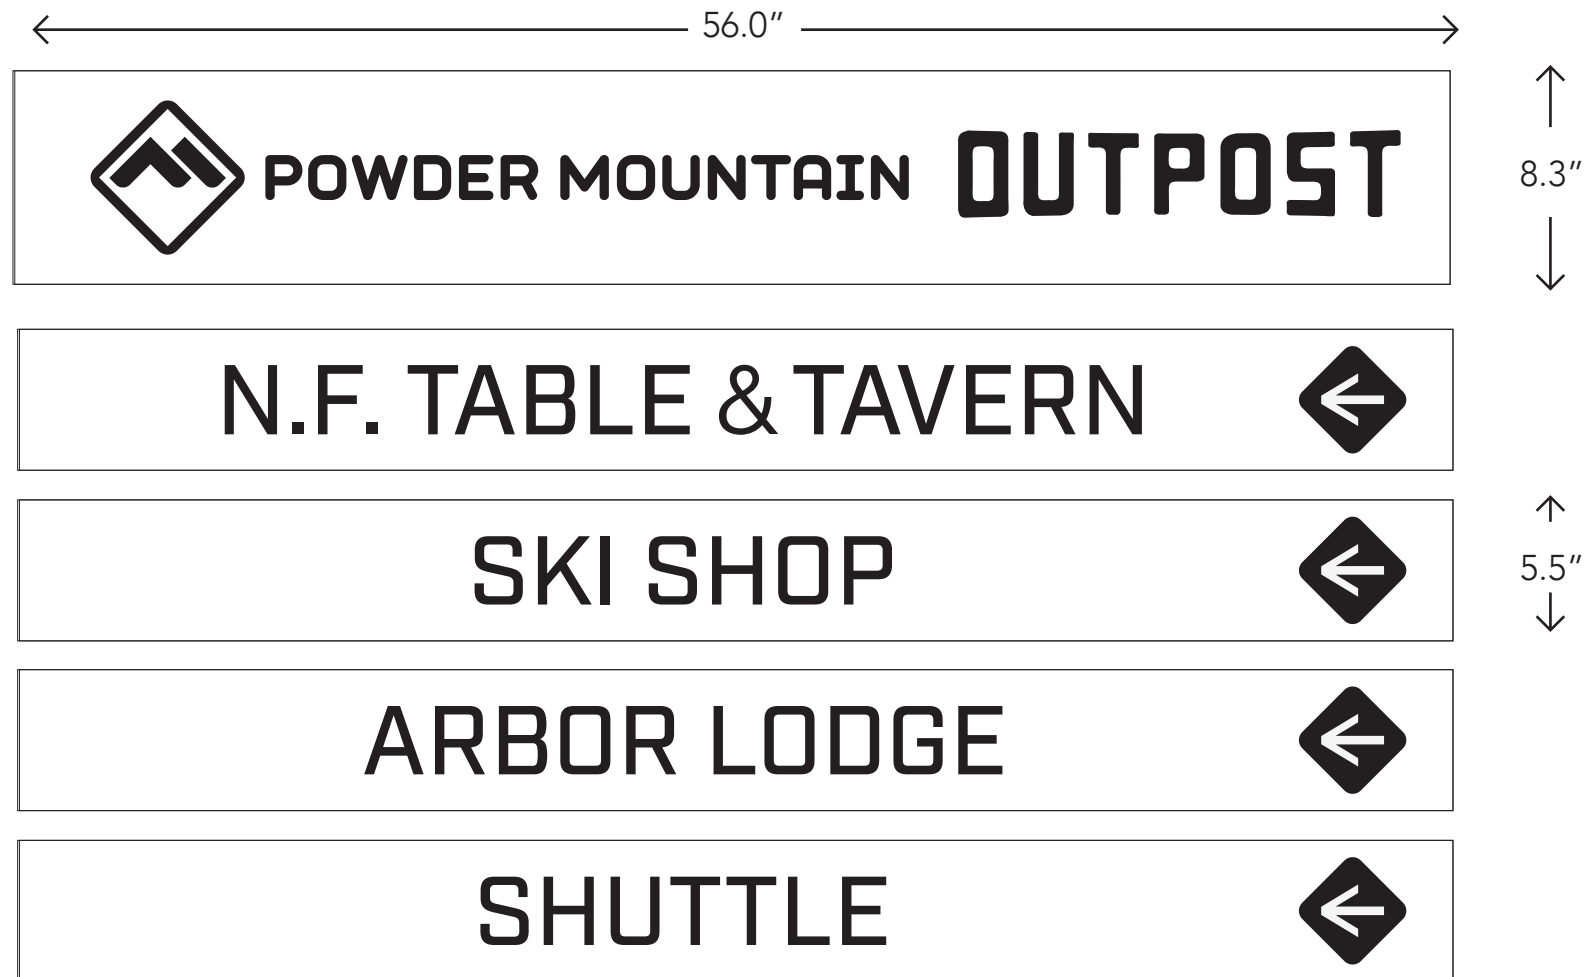 56.0”
POWDER MOUNTAIN OUTPOST
8.3”
N.F. TABLE & TAVERN
SKI SHOP
5.5”
ARBOR LODGE
SHUTTLE